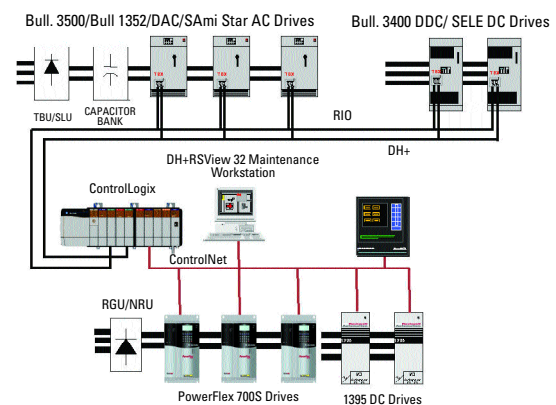 Bull. 3500/Bull 1352/DAC/SAmi Star AC Drives
Bull. 3400 DDC/ SELE DC Drives
TBU/SLU
CAPACITOR
BANK
RIO
DH+
DH+RSView 32 Maintenance
Workstation
ControlLogix
ControlNet
RGU/NRU
PowerFlex 700S Drives
1395 DC Drives